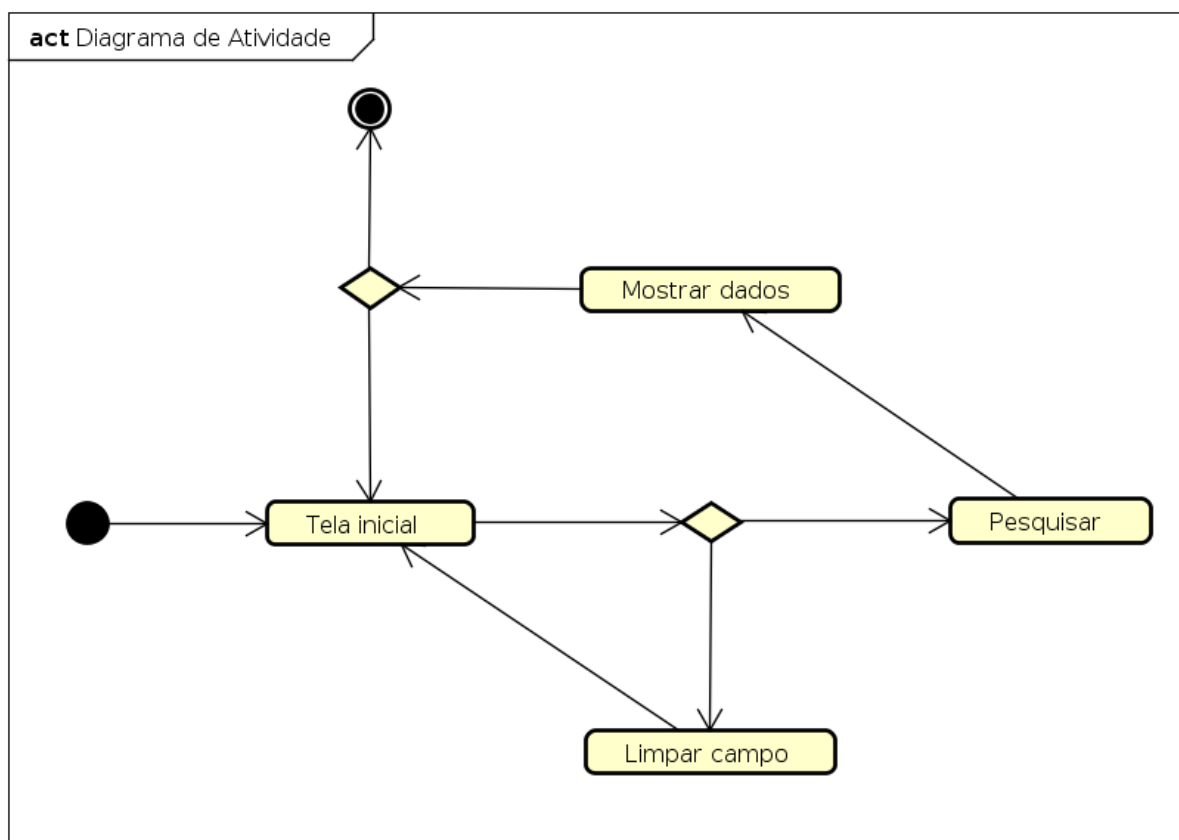 act Diagrama de Atividade
Mostrar dados
Tela inicial
Pesquisar
Limpar campo